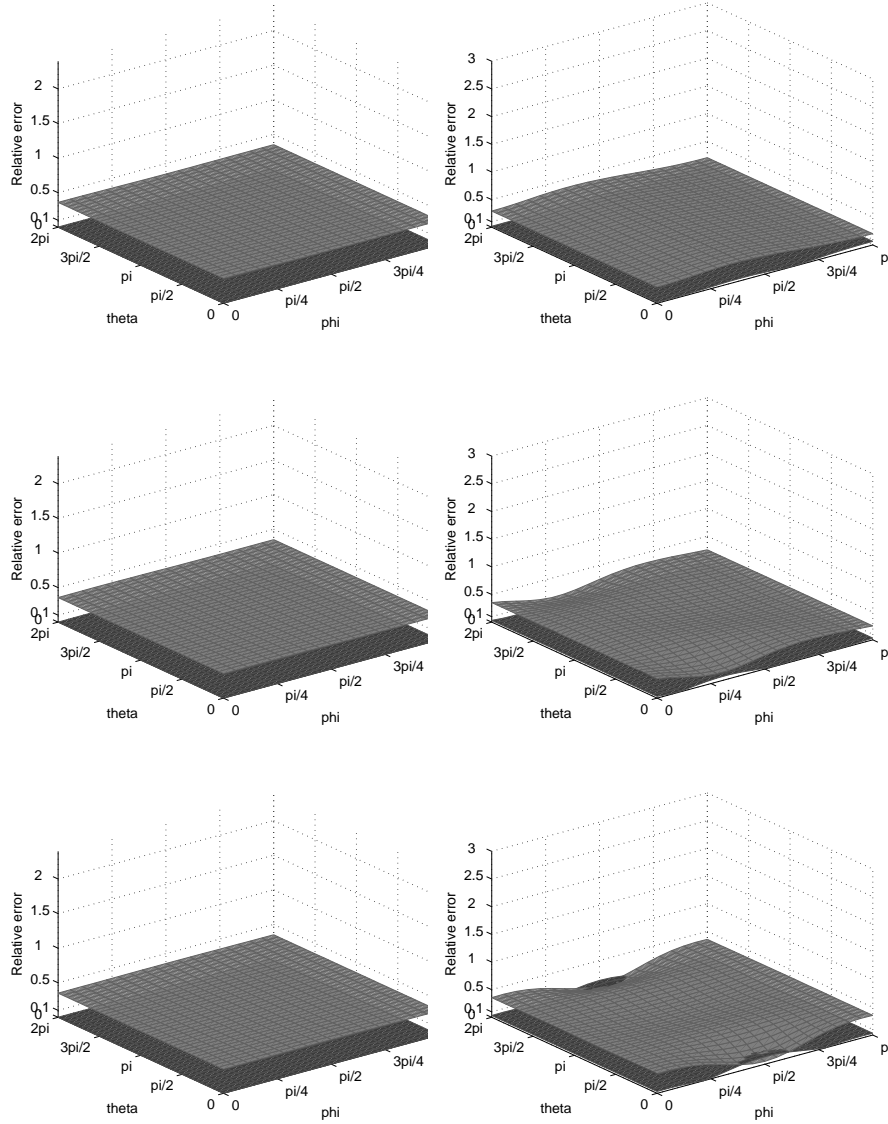 2
1.5
1
0.5
0.1
0
Relative error
2pi
3pi/2
pi
pi/2
0
theta
0
pi/4
pi/2
3pi/4
phi
3
2.5
2
1.5
1
0.5
0.1
0
Relative error
2pi
3pi/2
pi
pi/2
0
theta
0
pi/4
pi/2
3pi/4
p
phi
2
1.5
1
0.5
0.1
0
Relative error
2pi
3pi/2
pi
pi/2
0
theta
0
pi/4
pi/2
3pi/4
phi
3
2.5
2
1.5
1
0.5
0.1
0
Relative error
2pi
3pi/2
pi
pi/2
0
theta
0
pi/4
pi/2
3pi/4
p
phi
2
1.5
1
0.5
0.1
0
Relative error
2pi
3pi/2
pi
pi/2
0
theta
0
pi/4
pi/2
3pi/4
phi
3
2.5
2
1.5
1
0.5
0.1
0
Relative error
2pi
3pi/2
pi
pi/2
0
theta
0
pi/4
pi/2
3pi/4
p
phi